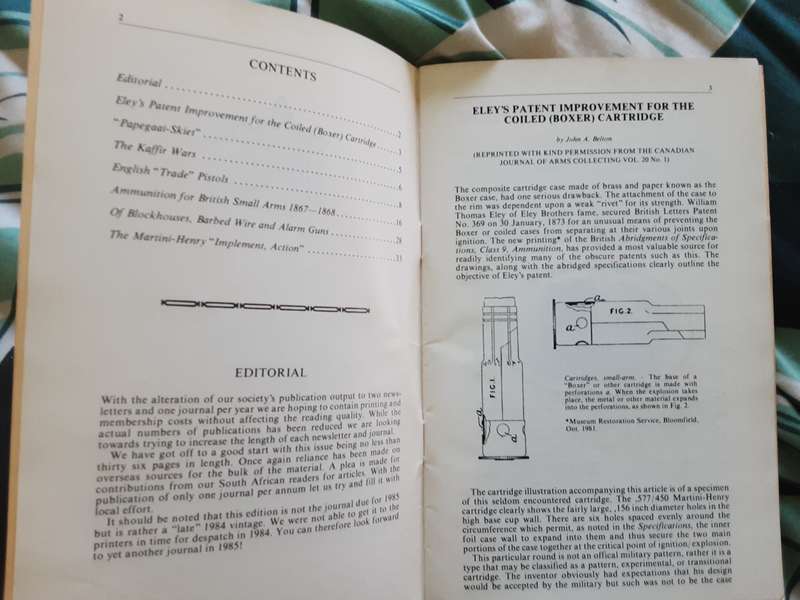 2
CONTENTS
Editorial ........................................ 2
Eley's Patent Improvement for the Coiled (Boxer) Cartridge .... 3
"Papegaai-Skiet" ........................................ 5
The Kaffir Wars ........................................ 6
English "Trade" Pistols ........................................ 8
Ammunition for British Small Arms 1867—1868 .................... 16
Of Blockhouses, Barbed Wire and Alarm Guns .................... 28
The Martini-Henry "Implement, Action" .................... 33
EDITORIAL
With the alteration of our society's publication output to two news-
letters and one journal per year we are hoping to contain printing and
membership costs without affecting the reading quality. While the
actual numbers of publications has been reduced we are looking
towards trying to increase the length of each newsletter and journal.
We have got off to a good start with this issue being no less than
thirty six pages in length. Once again reliance has been made on
overseas sources for the bulk of the material. A plea is made for
contributions from our South African readers for articles. With the
publication of only one journal per annum let us try and fill it with
local effort.
It should be noted that this edition is not the journal due for 1985
but is rather a "late" 1984 vintage. We were not able to get it to the
printers in time for despatch in 1984. You can therefore look forward
to yet another journal in 1985!
3
ELEY'S PATENT IMPROVEMENT FOR THE
COILED (BOXER) CARTRIDGE
by John A. Belton
(REPRINTED WITH KIND PERMISSION FROM THE CANADIAN
JOURNAL OF ARMS COLLECTING VOL. 20 No. 1)
The composite cartridge case made of brass and paper known as the
Boxer case, had one serious drawback. The attachment of the case to
the rim was dependent upon a weak "rivet" for its strength. William
Thomas Eley of Eley Brothers fame, secured British Letters Patent
No. 369 on 30 January, 1873 for an unusual means of preventing the
Boxer or coiled cases from separating at their various joints upon
ignition. The new printing* of the British Abridgments of Specifica-
tions, Class 9, Ammunition, has provided a most valuable source for
readily identifying many of the obscure patents such as this. The
drawings, along with the abridged specifications clearly outline the
objective of Eley's patent.
FIG.1.
a
a
a
FIG.2.
a
Cartridges, small-arm. - The base of a
"Boxer" or other cartridge is made with
perforations a. When the explosion takes
place, the metal or other material expands
into the perforations, as shown in Fig. 2.
*Museum Restoration Service, Bloomfield,
Ont. 1981.
The cartridge illustration accompanying this article is of a specimen
of this seldom encountered cartridge. The .577/450 Martini-Henry
cartridge clearly shows the fairly large, .156 inch diameter holes in the
high base cup wall. There are six holes spaced evenly around the
circumference which permit, as noted in the Specifications, the inner
foil case wall to expand into them and thus secure the two main
portions of the case together at the critical point of ignition/explosion.
This particular round is not an offical military pattern, rather it is a
type that may be classified as a pattern, experimental, or transitional
cartridge. The inventor obviously had expectations that his design
would be accepted by the military but such was not to be the case